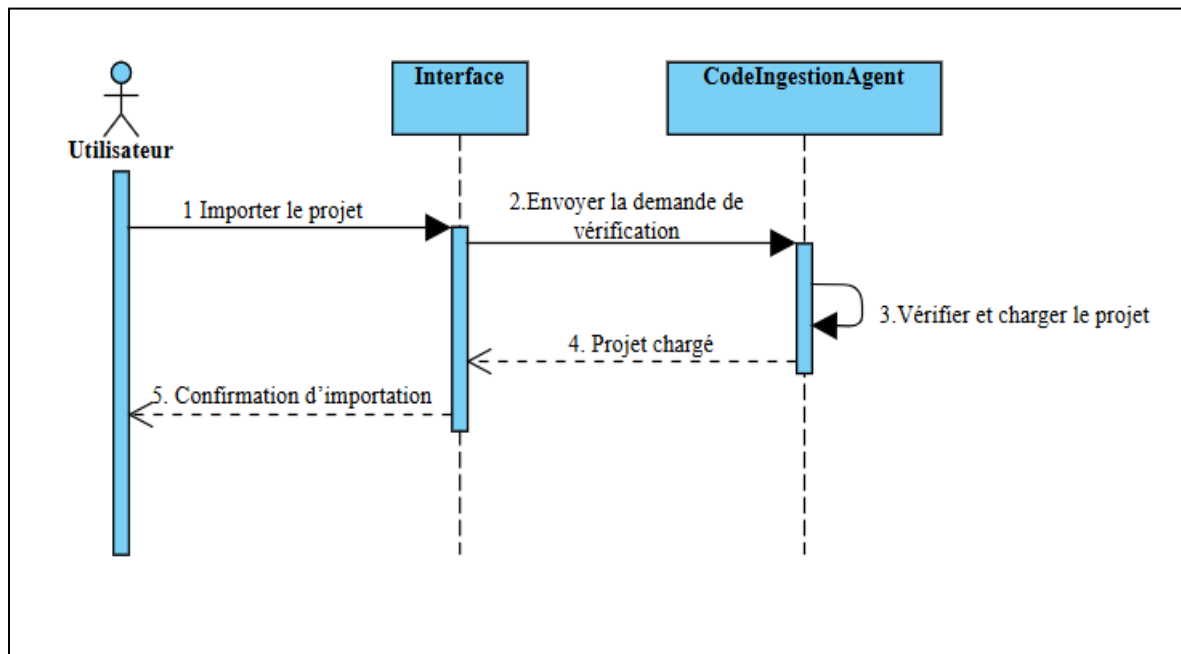 Interface
CodeIngestionAgent
Utilisateur
1 Importer le projet
2.Envoyer la demande de
vérification
3.Vérifier et charger le projet
4. Projet chargé
5. Confirmation d’importation